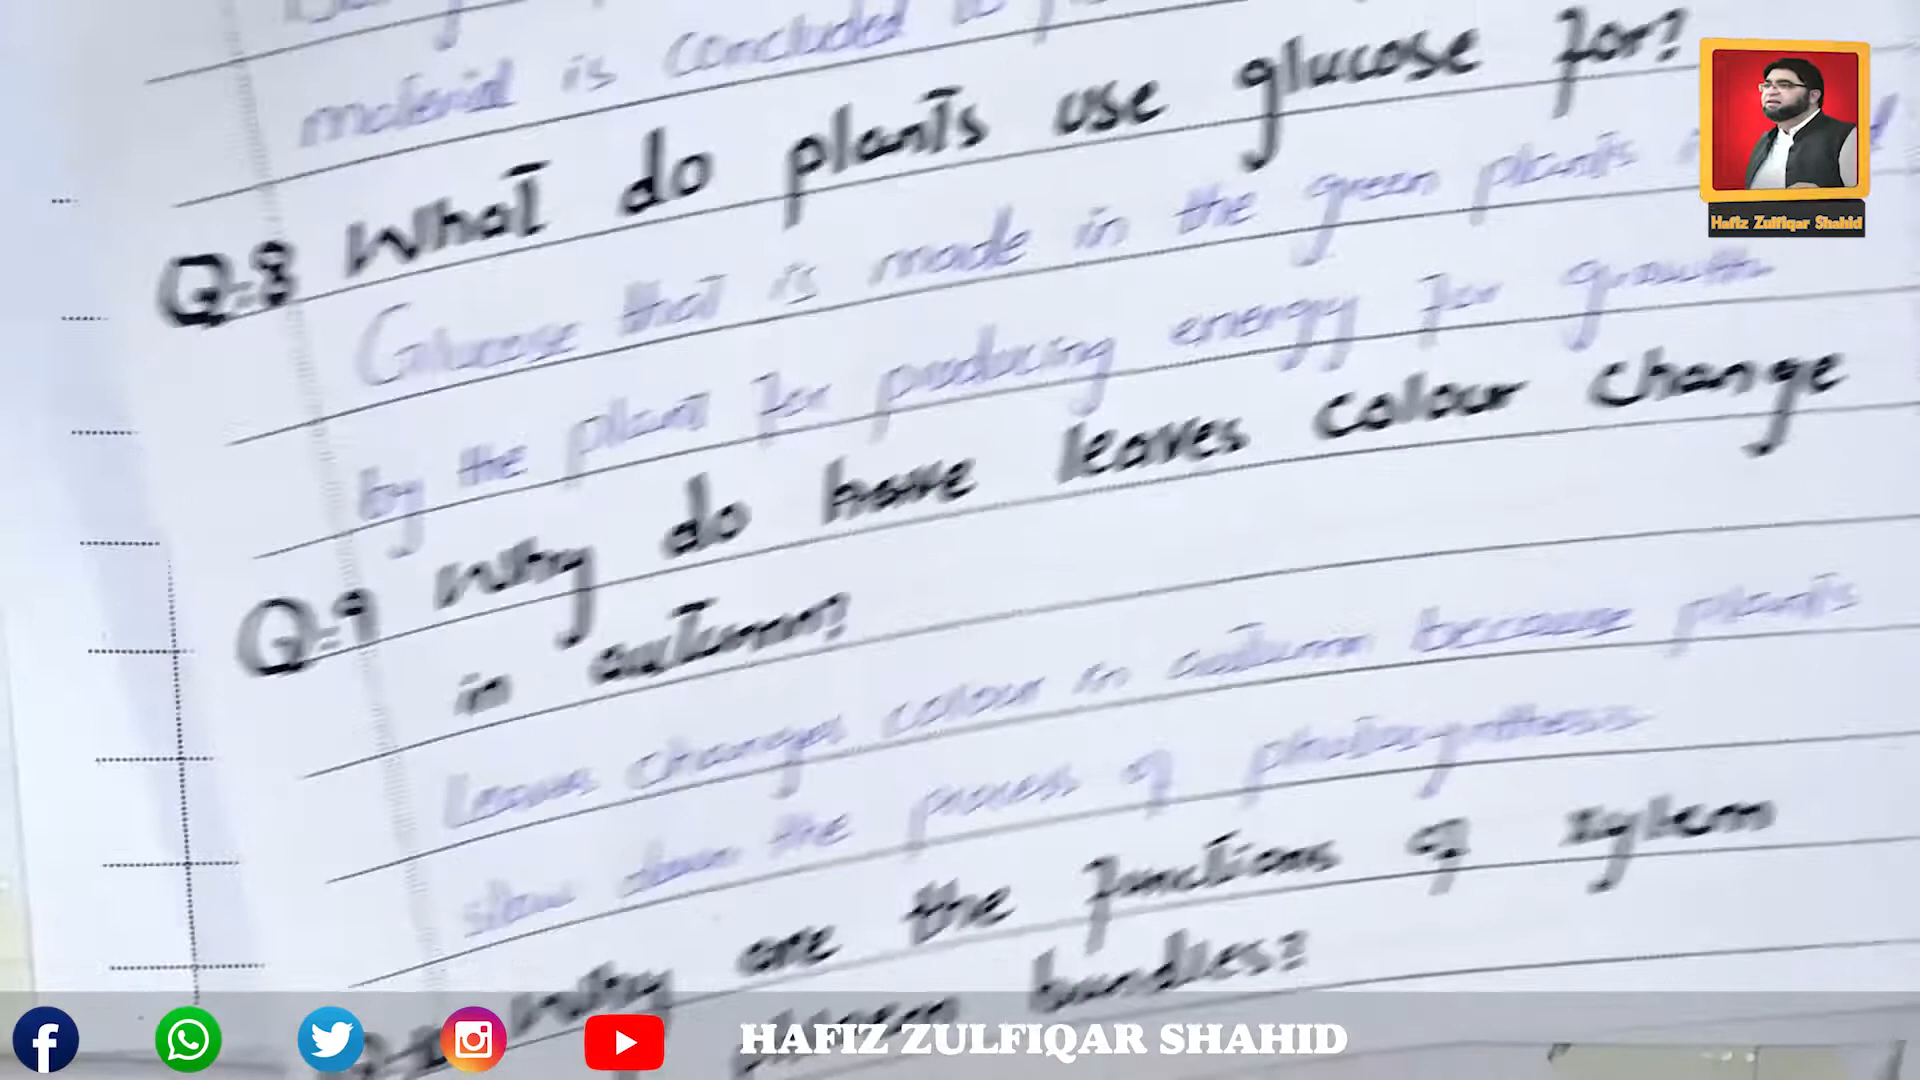 material is concluded
Q:8 What do plants use glucose for?
Glucose that is made in the green plants
by the plant for producing energy for growth
Q:9 Why do have leaves colour change
in autumn?
Leaves changes colour in autumn because plants
slow down the process of photosynthesis
Why are the functions of xylem
bundles?
Hafiz Zulfiqar Shahid
HAFIZ ZULFIQAR SHAHID